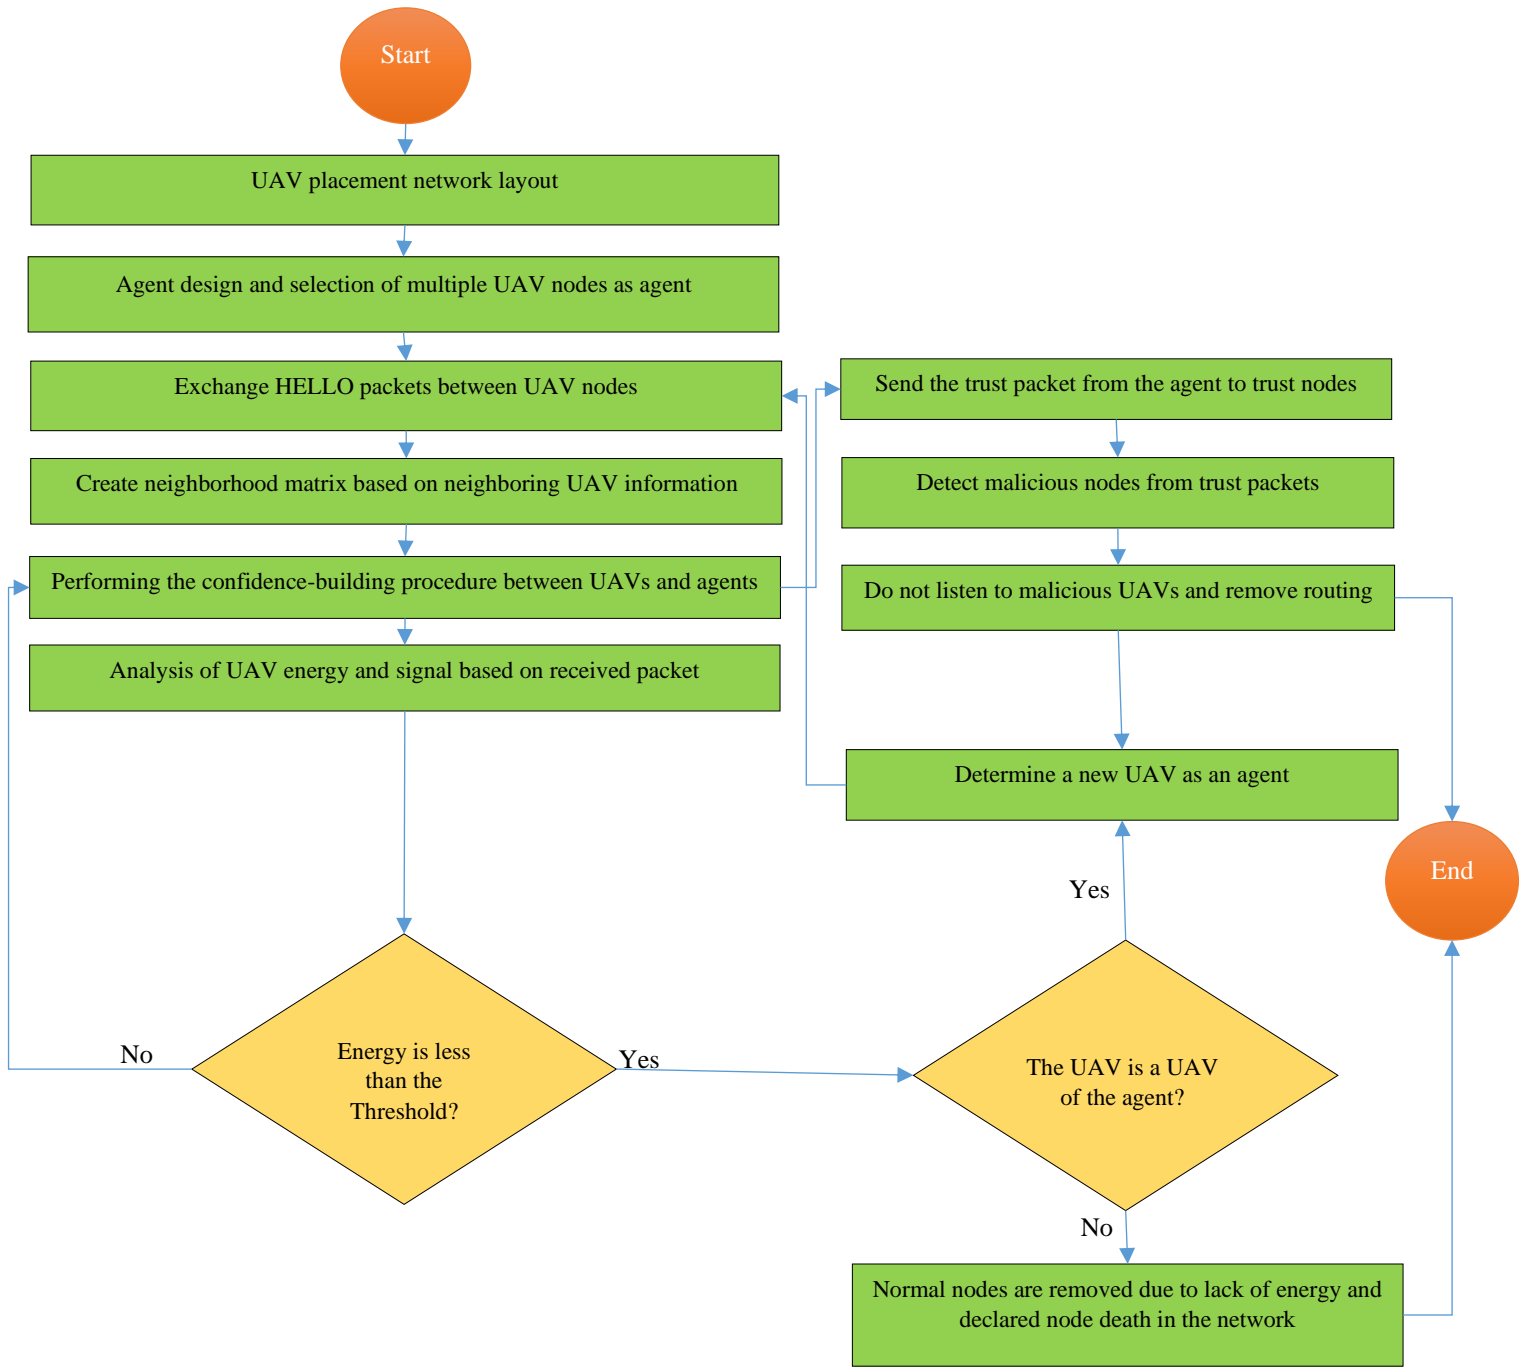 Start
UAV placement network layout
Agent design and selection of multiple UAV nodes as agent
Exchange HELLO packets between UAV nodes
Create neighborhood matrix based on neighboring UAV information
Performing the confidence-building procedure between UAVs and agents
Analysis of UAV energy and signal based on received packet
Energy is less
than the
Threshold?
No
Yes
Send the trust packet from the agent to trust nodes
Detect malicious nodes from trust packets
Do not listen to malicious UAVs and remove routing
Determine a new UAV as an agent
Yes
The UAV is a UAV
of the agent?
No
Normal nodes are removed due to lack of energy and
declared node death in the network
End